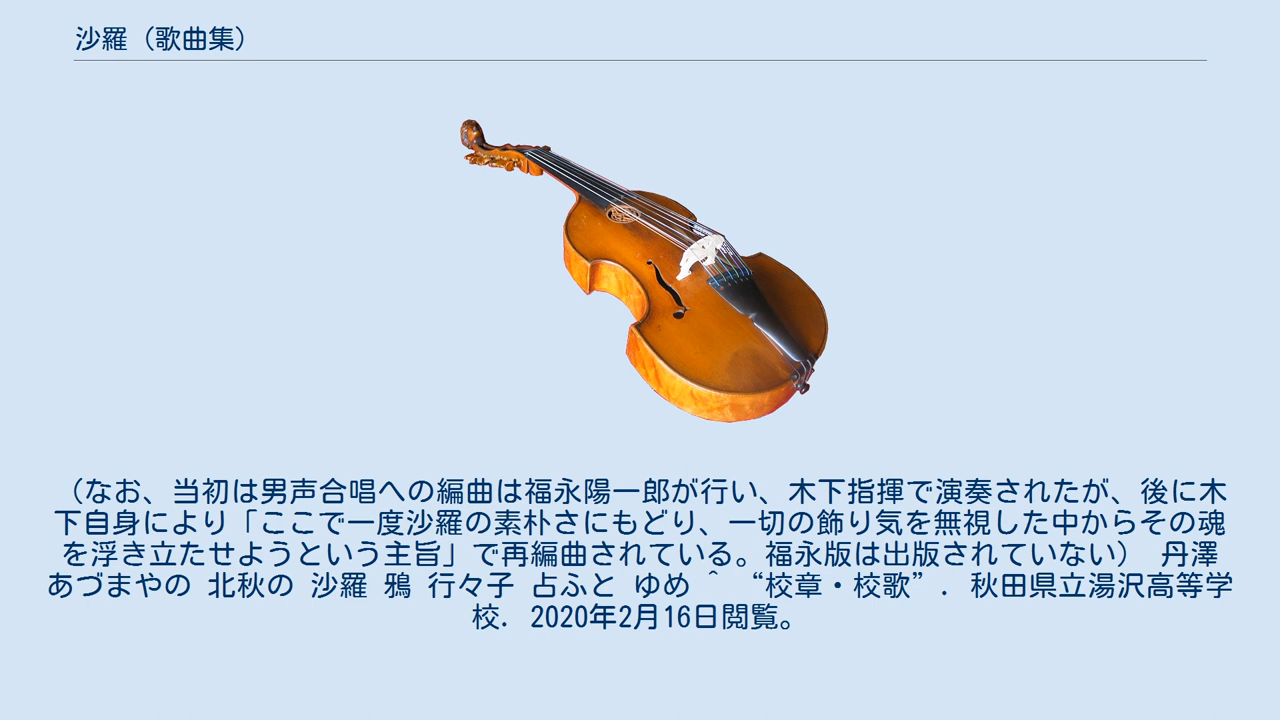 沙羅（歌曲集）
（なお、当初は男声合唱への編曲は福永陽一郎が行い、木下指揮で演奏されたが、後に木
下自身により「ここで一度沙羅の素朴さにもどり、一切の飾り気を無視した中からその魂
を浮き立たせようという主旨」で再編曲されている。福永版は出版されていない） 丹澤
あづまやの 北秋の 沙羅 鴉 行々子 占ふと ゆめ ^ “校章・校歌”. 秋田県立湯沢高等学
校. 2020年2月16日閲覧。